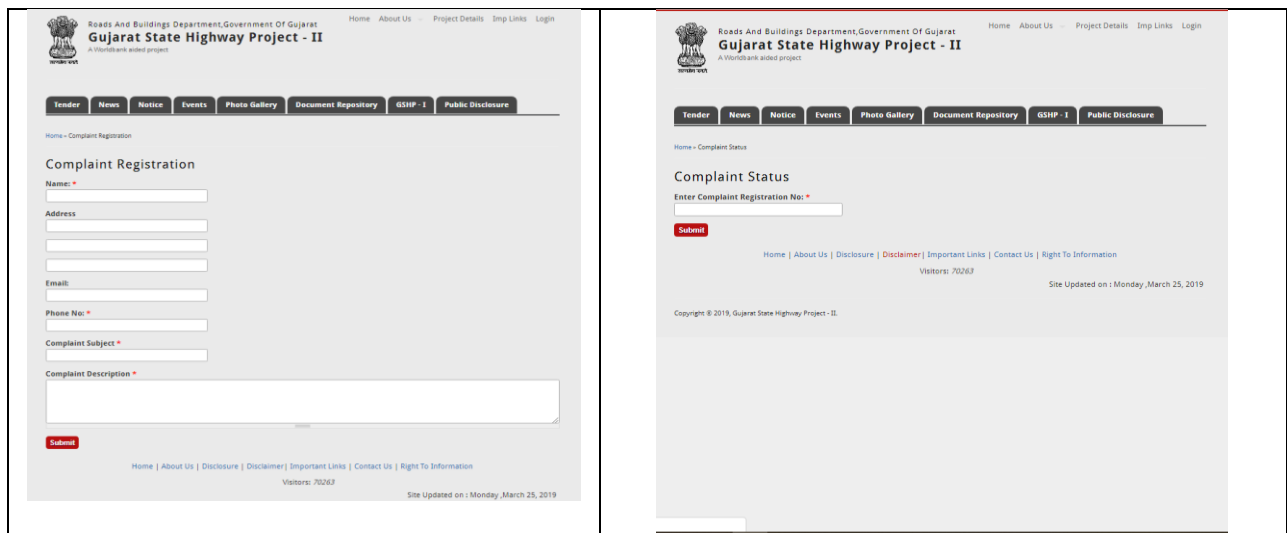 Home About Us Project Details Imp Links Login
Roads And Buildings Department,Government Of Gujarat
Gujarat State Highway Project - II
A Worldbank aided project
सत्यमेव जयते
Tender News Notice Events Photo Gallery Document Repository GSHP - I Public Disclosure
Home » Complaint Registration
Complaint Registration
Name: *
Address
Email:
Phone No: *
Complaint Subject *
Complaint Description *
Submit
Home | About Us | Disclosure | Disclaimer| Important Links | Contact Us | Right To Information
Visitors: 70263
Site Updated on : Monday ,March 25, 2019
Home About Us Project Details Imp Links Login
Roads And Buildings Department,Government Of Gujarat
Gujarat State Highway Project - II
A Worldbank aided project
सत्यमेव जयते
Tender News Notice Events Photo Gallery Document Repository GSHP - I Public Disclosure
Home » Complaint Status
Complaint Status
Enter Complaint Registration No: *
Submit
Home | About Us | Disclosure | Disclaimer| Important Links | Contact Us | Right To Information
Visitors: 70263
Site Updated on : Monday ,March 25, 2019
Copyright © 2019, Gujarat State Highway Project - II.